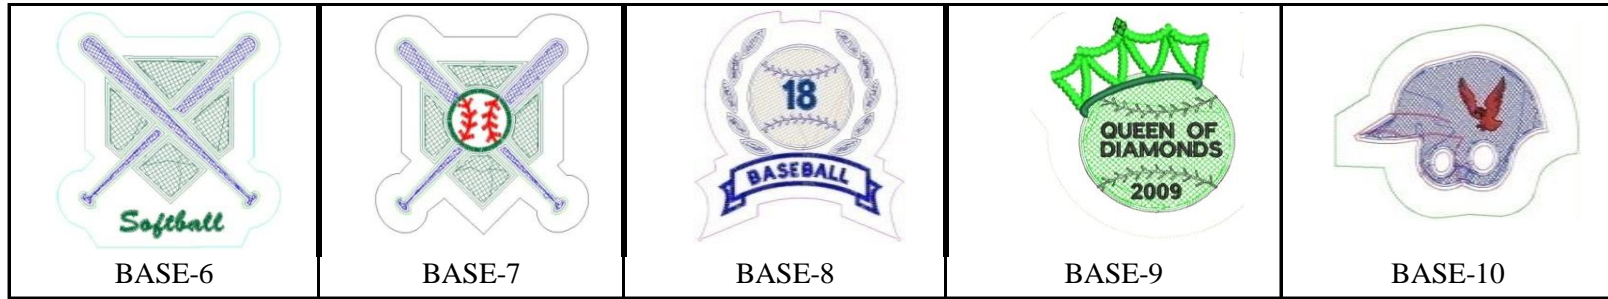 Softball
BASE-6
BASE-7
18
BASEBALL
BASE-8
QUEEN OF
DIAMONDS
2009
BASE-9
BASE-10